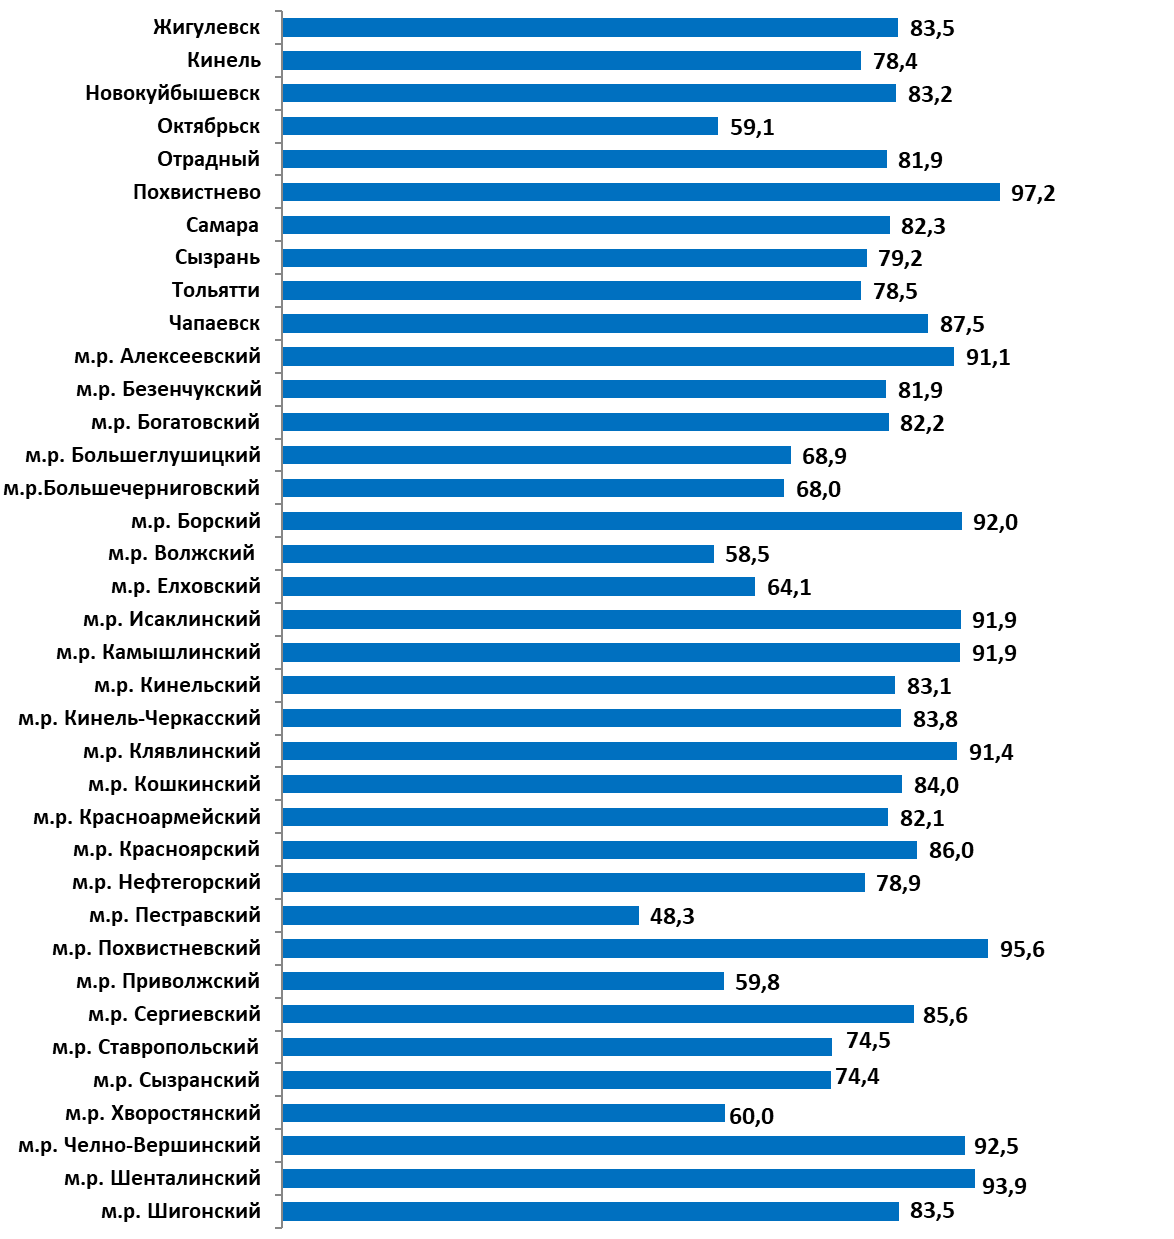 Жигулевск 83,5
Кинель 78,4
Новокуйбышевск 83,2
Октябрьск 59,1
Отрадный 81,9
Похвистнево 97,2
Самара 82,3
Сызрань 79,2
Тольятти 78,5
Чапаевск 87,5
м.р. Алексеевский 91,1
м.р. Безенчукский 81,9
м.р. Богатовский 82,2
м.р. Большеглушицкий 68,9
м.р.Большечерниговский 68,0
м.р. Борский 92,0
м.р. Волжский 58,5
м.р. Елховский 64,1
м.р. Исаклинский 91,9
м.р. Камышлинский 91,9
м.р. Кинельский 83,1
м.р. Кинель-Черкасский 83,8
м.р. Клявлинский 91,4
м.р. Кошкинский 84,0
м.р. Красноармейский 82,1
м.р. Красноярский 86,0
м.р. Нефтегорский 78,9
м.р. Пестравский 48,3
м.р. Похвистневский 95,6
м.р. Приволжский 59,8
м.р. Сергиевский 85,6
м.р. Ставропольский 74,5
м.р. Сызранский 74,4
м.р. Хворостянский 60,0
м.р. Челно-Вершинский 92,5
м.р. Шенталинский 93,9
м.р. Шигонский 83,5